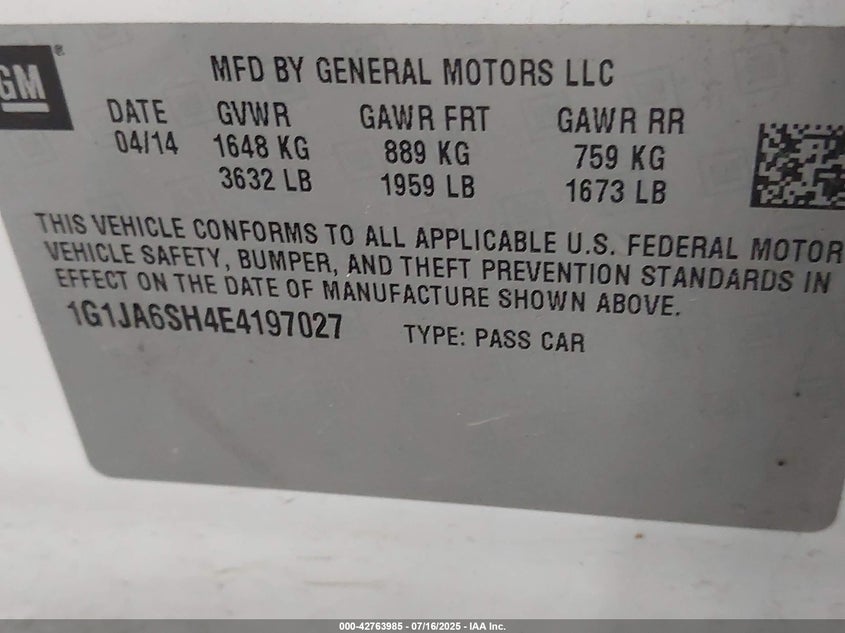 GM®
MFD BY GENERAL MOTORS LLC
DATE GVWR GAWR FRT GAWR RR
04/14 1648 KG 889 KG 759 KG
3632 LB 1959 LB 1673 LB
THIS VEHICLE CONFORMS TO ALL APPLICABLE U.S. FEDERAL MOTOR
VEHICLE SAFETY, BUMPER, AND THEFT PREVENTION STANDARDS IN
EFFECT ON THE DATE OF MANUFACTURE SHOWN ABOVE.
1G1JA6SH4E4197027 TYPE: PASS CAR
000-42763985 - 07/16/2025 - IAA Inc.